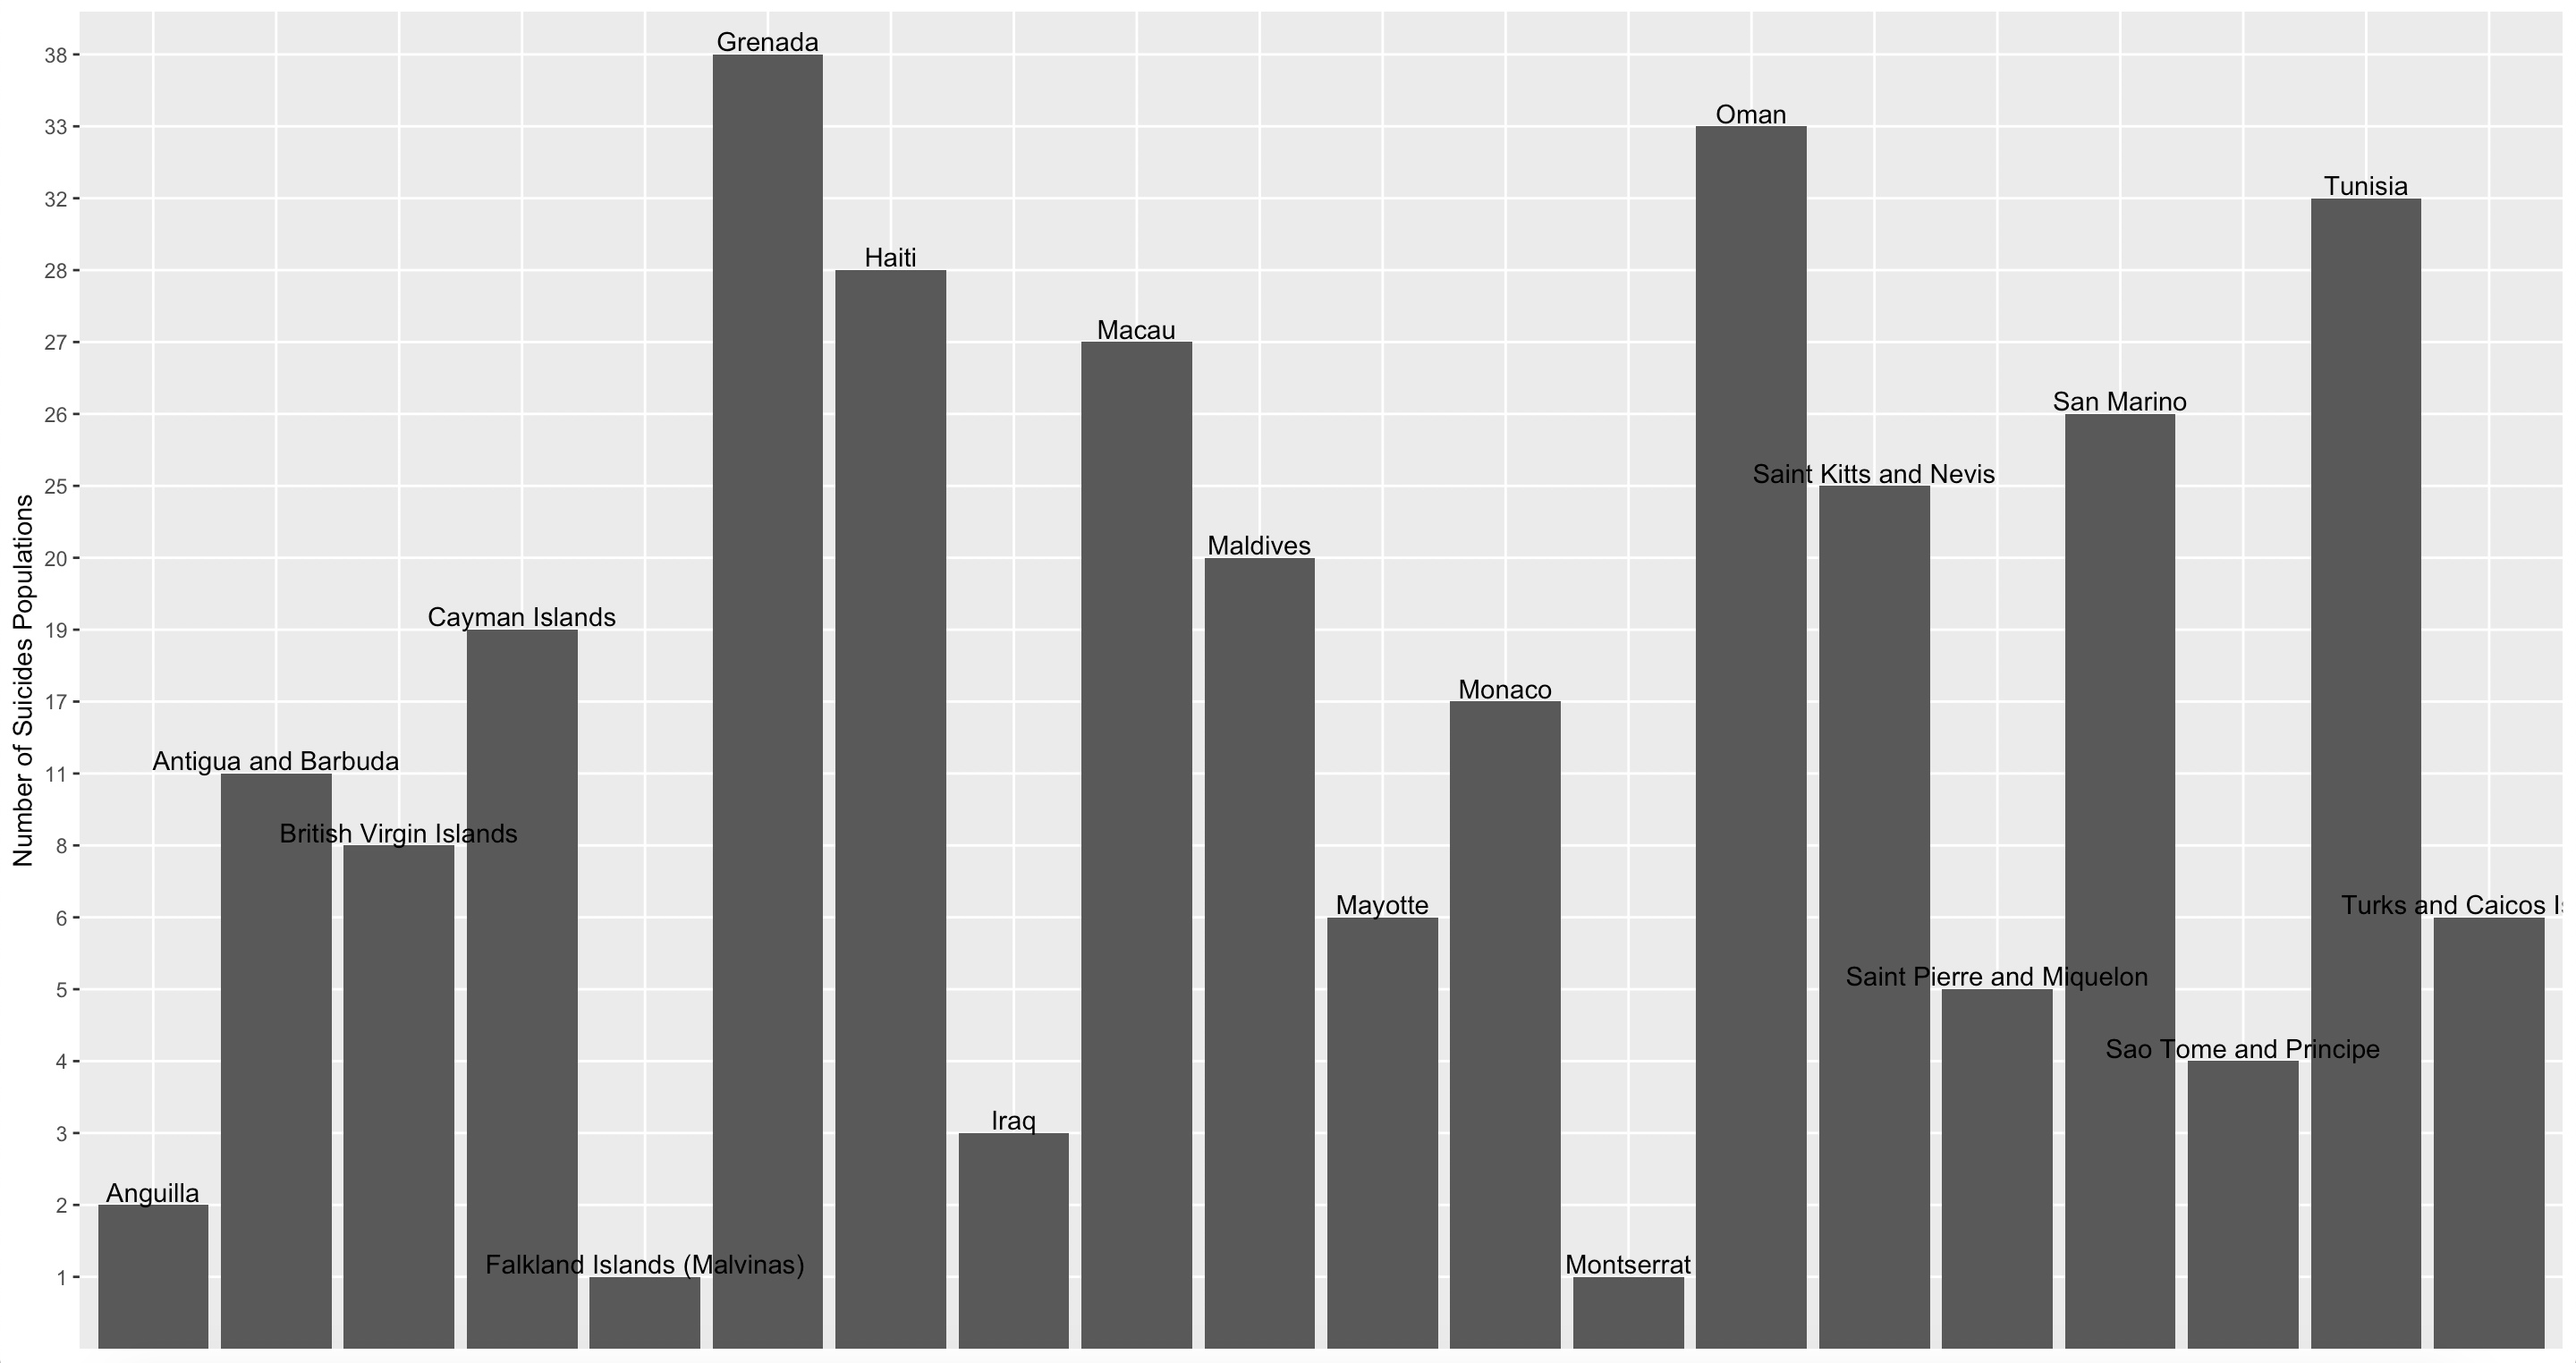 Number of Suicides Populations
38
33
32
28
27
26
25
20
19
17
11
8
6
5
4
3
2
1
Grenada
Oman
Tunisia
Haiti
Macau
San Marino
Saint Kitts and Nevis
Maldives
Cayman Islands
Monaco
Antigua and Barbuda
British Virgin Islands
Mayotte
Turks and Caicos
Saint Pierre and Miquelon
Sao Tome and Principe
Iraq
Anguilla
Falkland Islands (Malvinas)
Montserrat